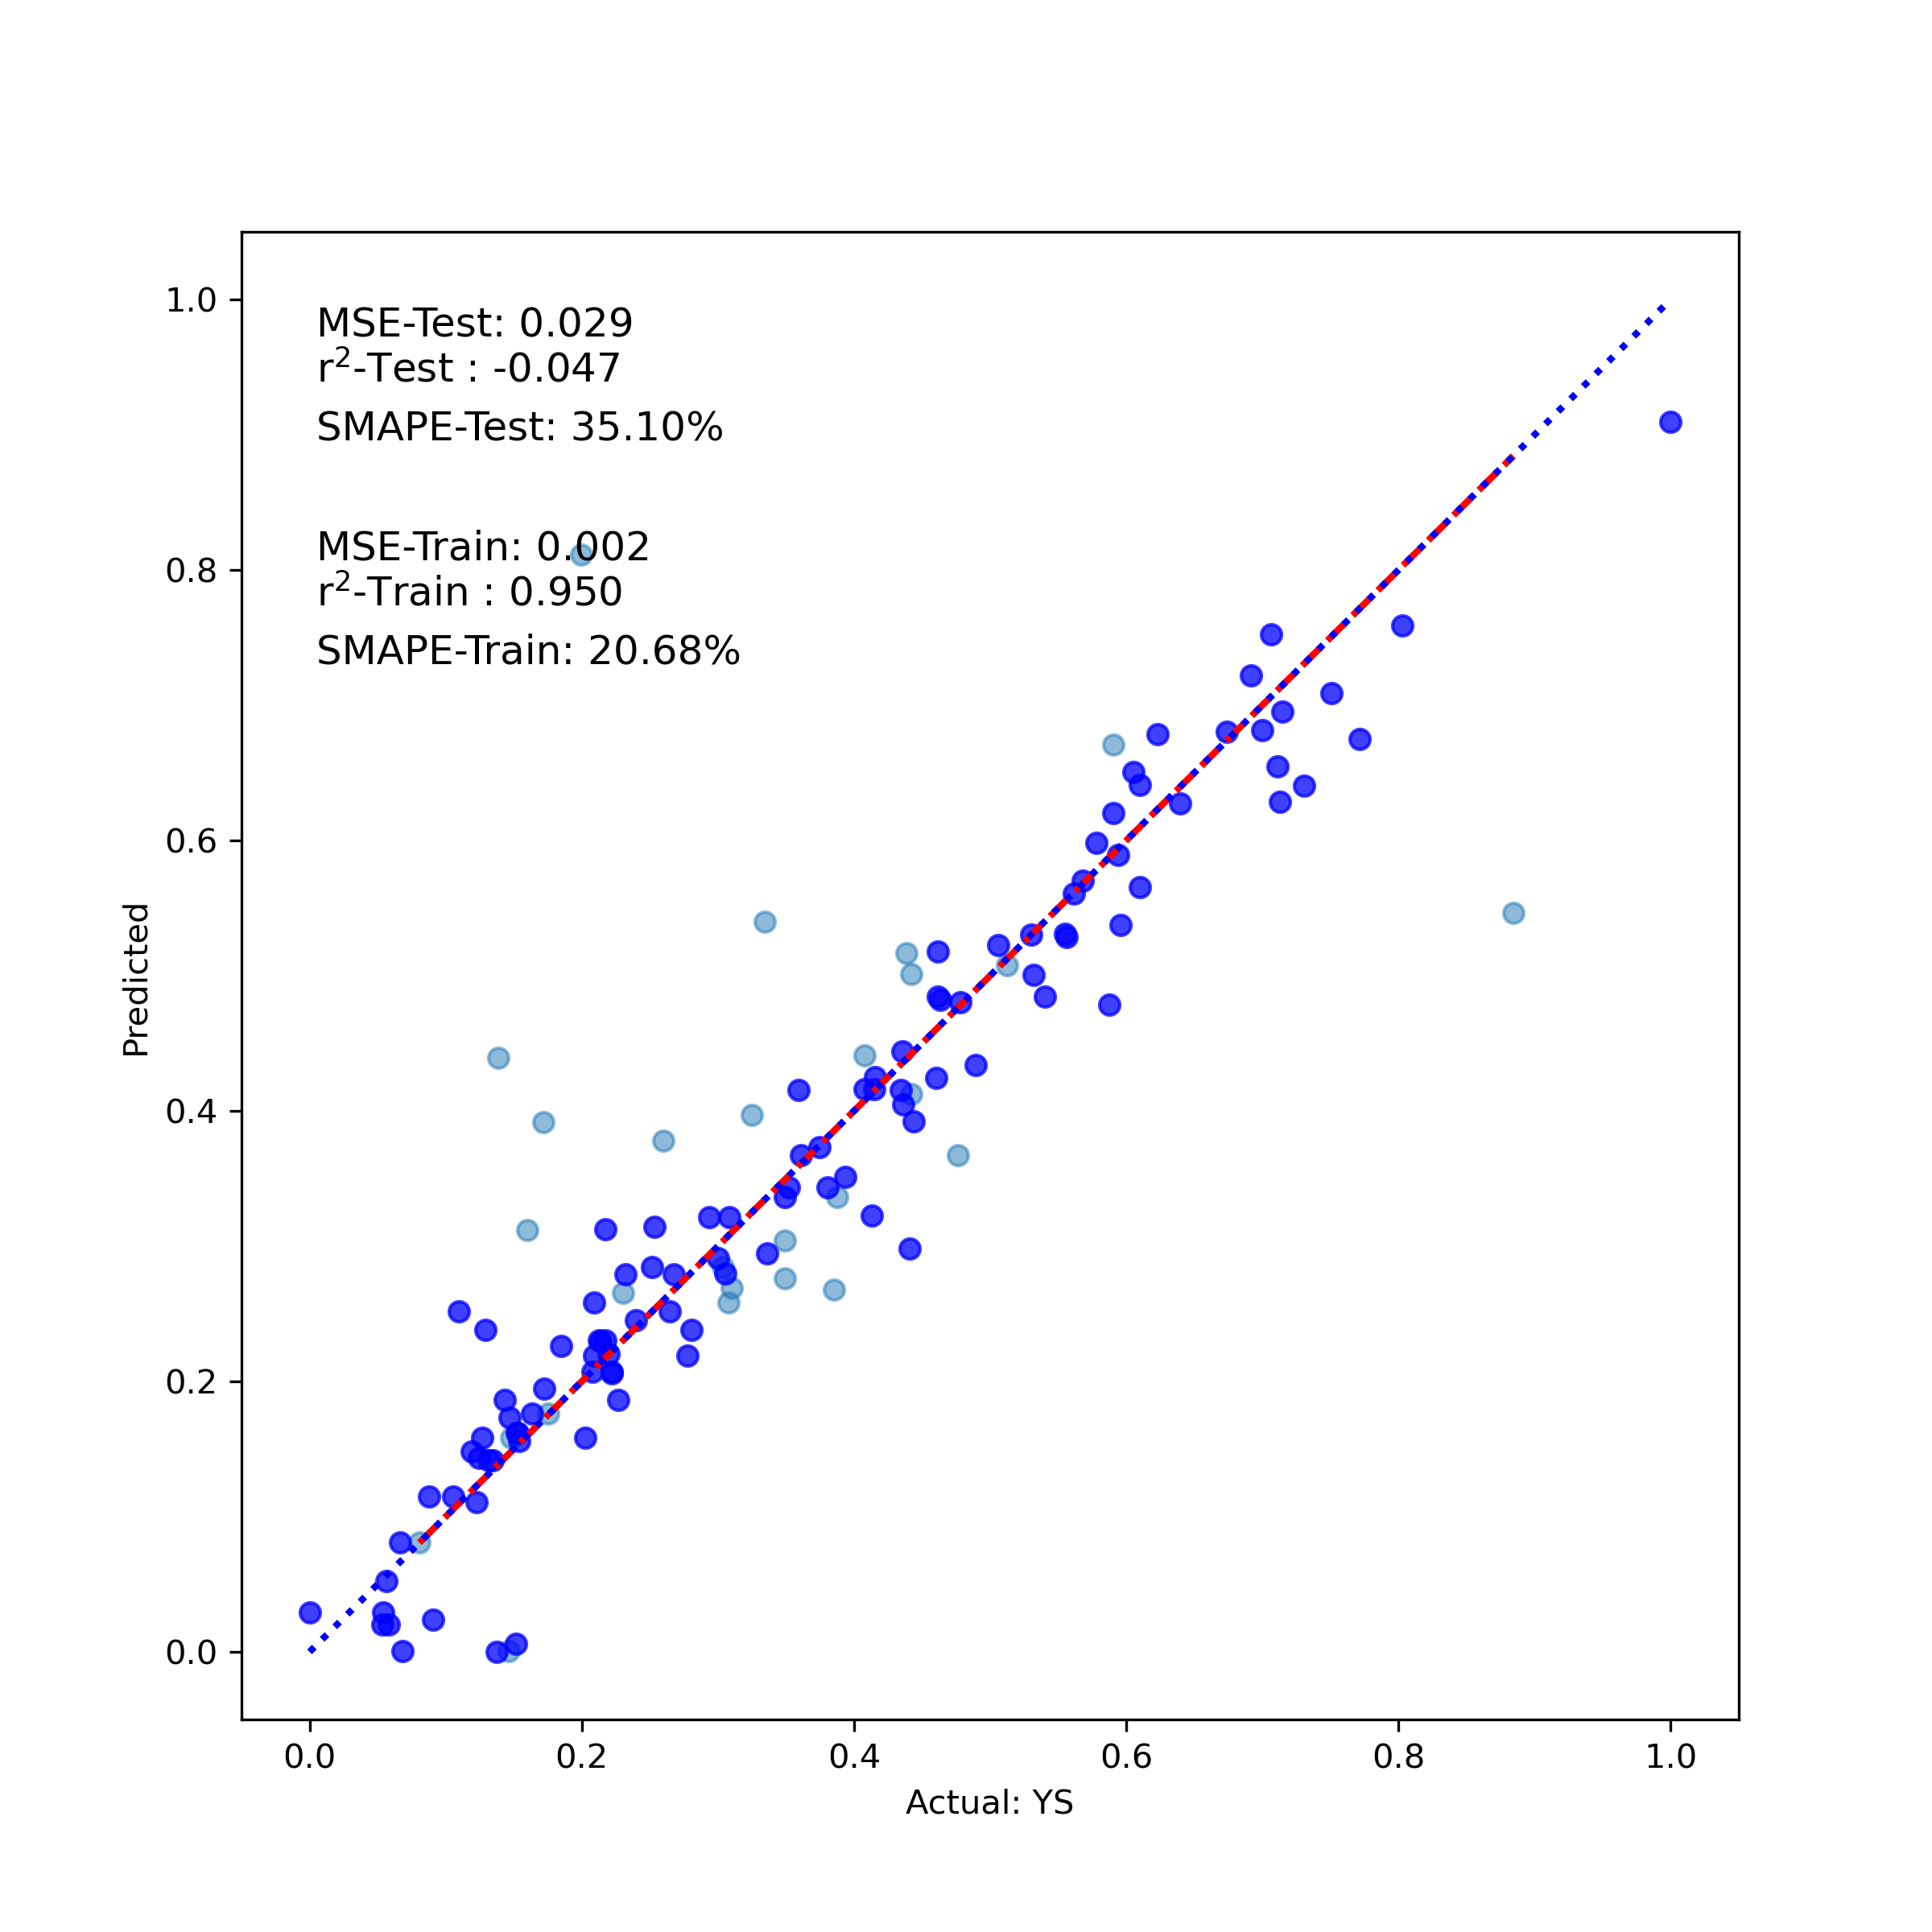 MSE-Test: 0.029
r²-Test : -0.047
SMAPE-Test: 35.10%
MSE-Train: 0.002
r²-Train : 0.950
SMAPE-Train: 20.68%
1.0
0.8
0.6
0.4
0.2
0.0
Predicted
0.0 0.2 0.4 0.6 0.8 1.0
Actual: YS